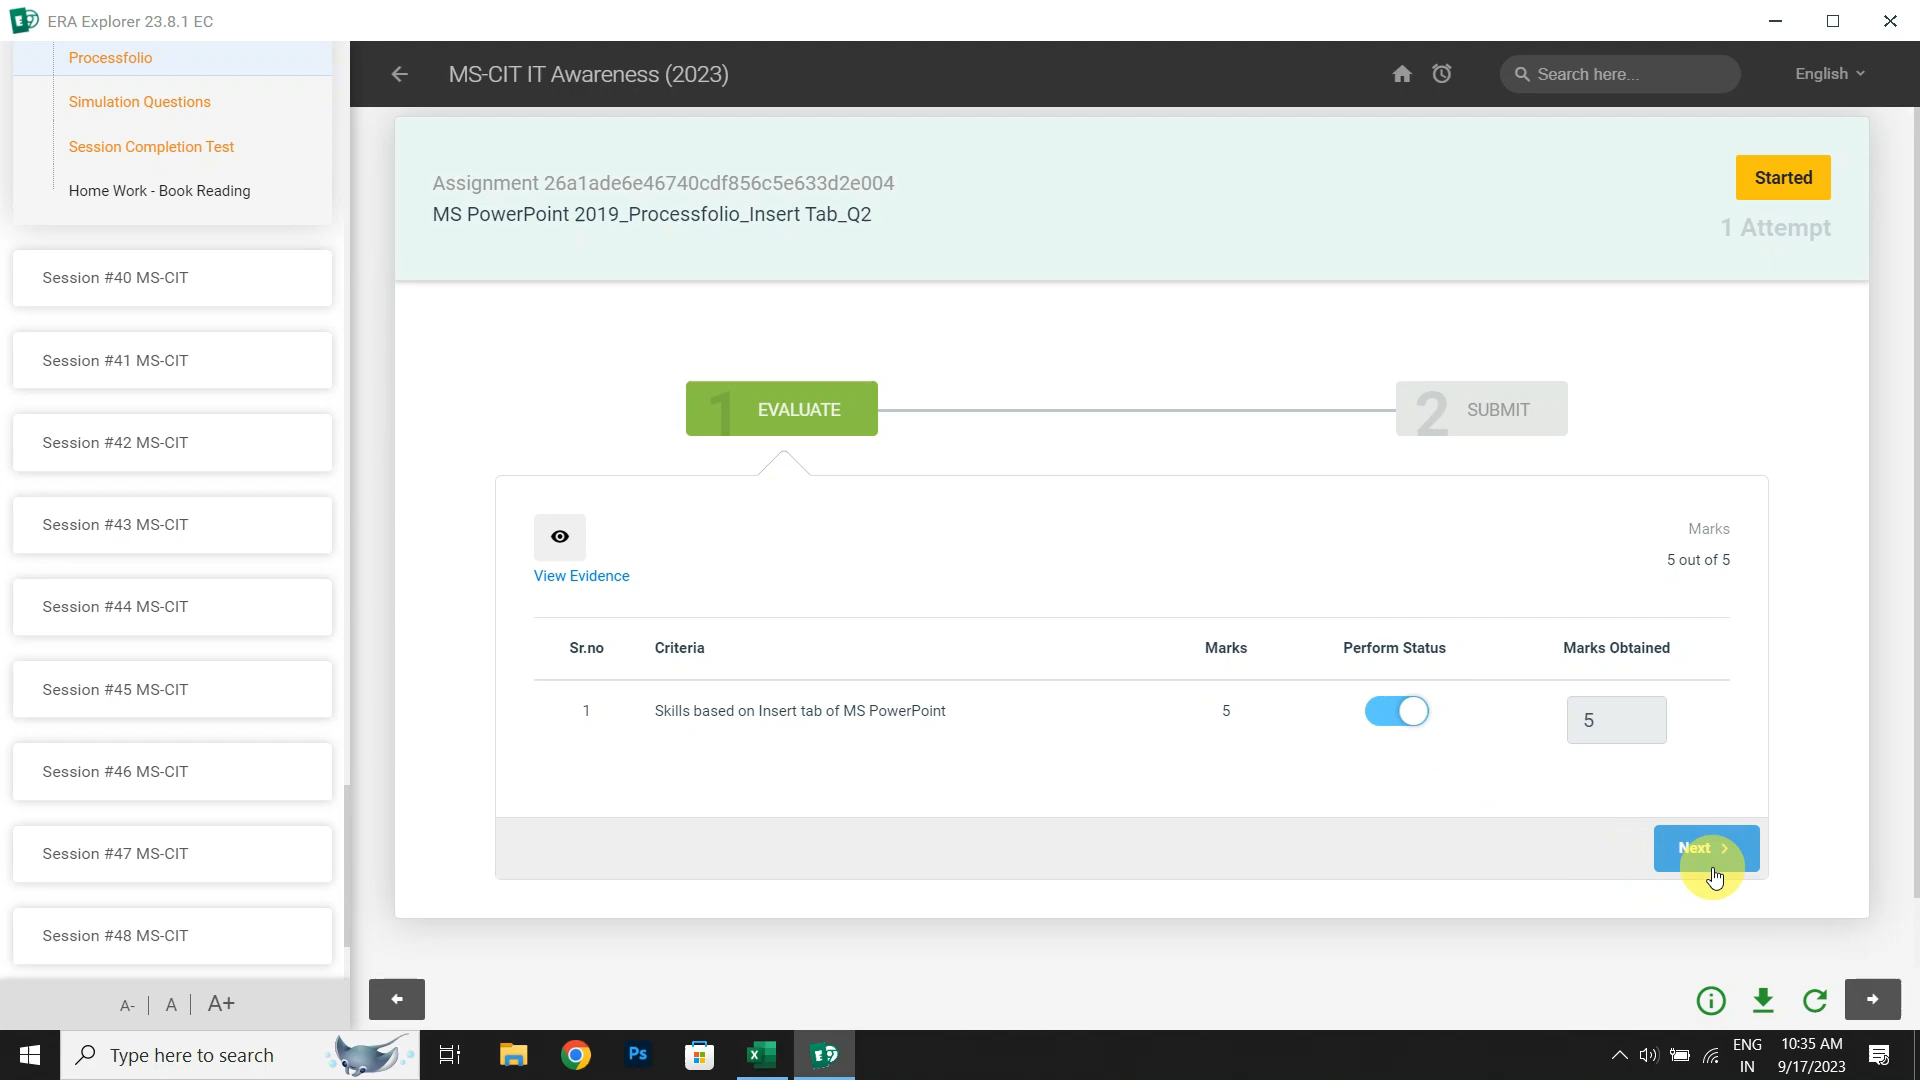 ERA Explorer 23.8.1 EC
Processfolio
Simulation Questions
Session Completion Test
Home Work - Book Reading
Session #40 MS-CIT
Session #41 MS-CIT
Session #42 MS-CIT
Session #43 MS-CIT
Session #44 MS-CIT
Session #45 MS-CIT
Session #46 MS-CIT
Session #47 MS-CIT
Session #48 MS-CIT
A- | A | A+
MS-CIT IT Awareness (2023)
Search here...
English
Assignment 26a1ade6e46740cdf856c5e633d2e004
MS PowerPoint 2019_Processfolio_Insert Tab_Q2
Started
1 Attempt
1 EVALUATE
2 SUBMIT
View Evidence
Marks
5 out of 5
Sr.no Criteria Marks Perform Status Marks Obtained
1 Skills based on Insert tab of MS PowerPoint 5 5
Next
Type here to search
Ps
ENG
IN
10:35 AM
9/17/2023